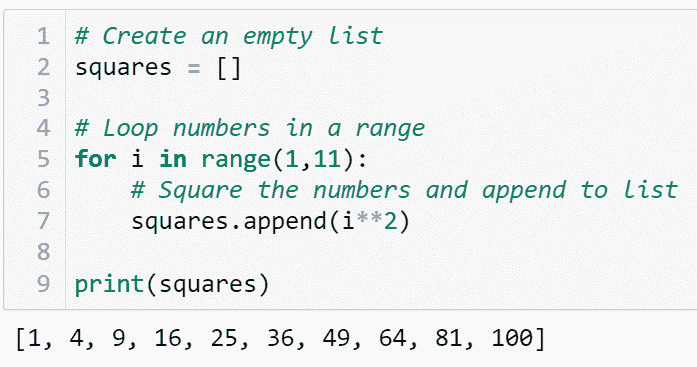 1 # Create an empty list
2 squares = []
3
4 # Loop numbers in a range
5 for i in range(1,11):
6     # Square the numbers and append to list
7     squares.append(i**2)
8
9 print(squares)
[1, 4, 9, 16, 25, 36, 49, 64, 81, 100]